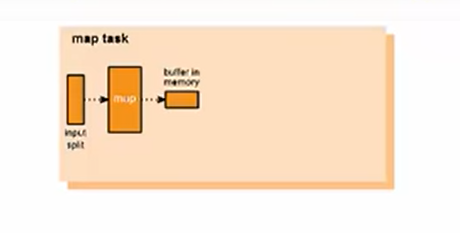 map task
buffer in
memory
map
input
split